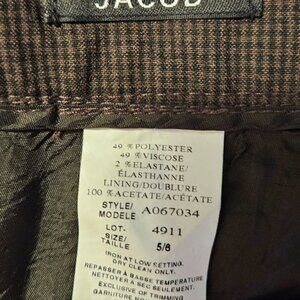 JACOB
49 % POLYESTER
49 % VISCOSE
2 % ELASTANE/
ÉLASTHANNE
LINING/DOUBLURE
100 % ACETATE/ACÉTATE
STYLE/
MODELE A067034
LOT- 4911
SIZE/
TAILLE 5/6
IRON AT LOW SETTING.
DRY CLEAN ONLY.
REPASSER À BASSE TEMPERATURE
NETTOYER A SEC SEULEMENT.
EXCLUSIVE OF TRIMMING
GARNITURE